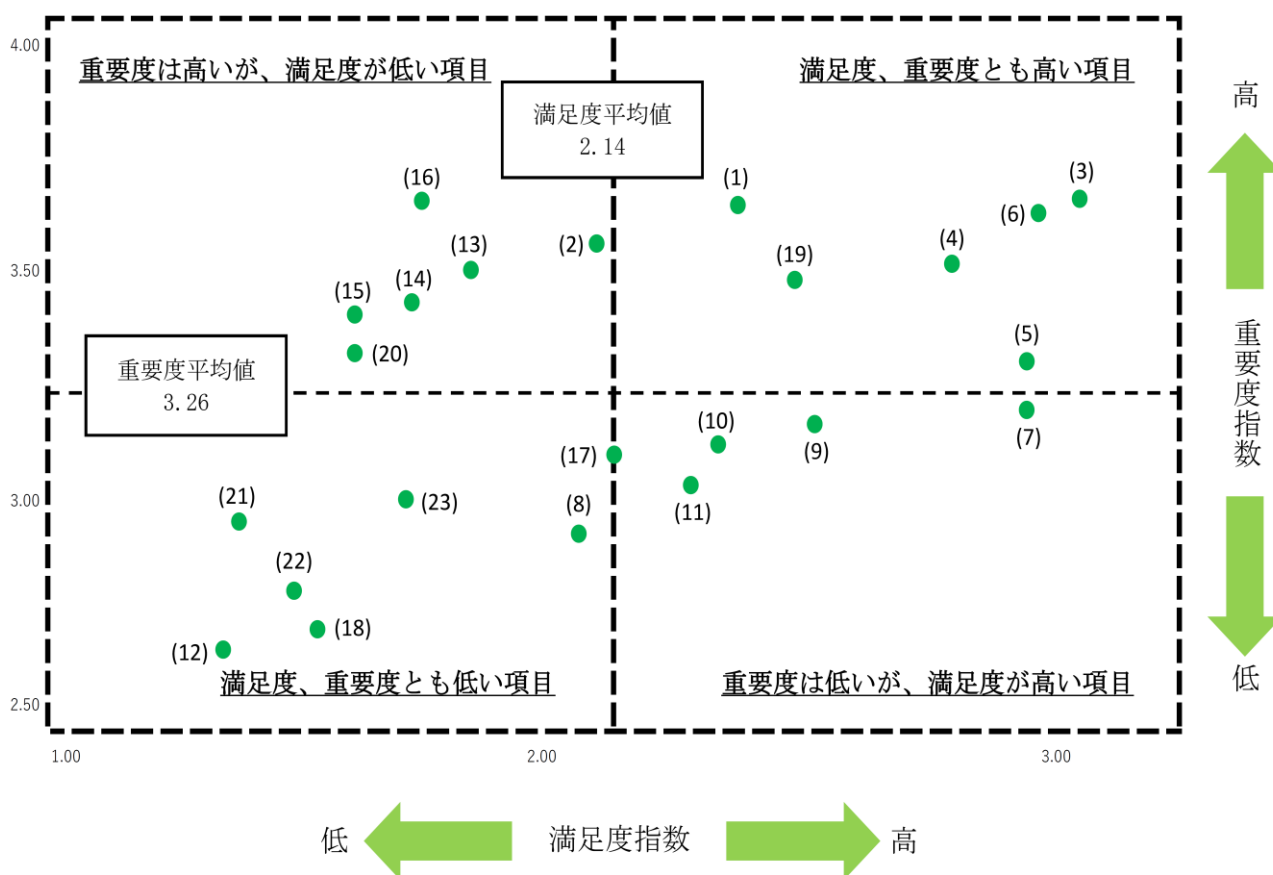 4.00
重要度は高いが、満足度が低い項目
満足度、重要度とも高い項目
高
満足度平均値
2.14
(16)
(1)
(3)
(6)
(13)
(2)
(4)
(19)
3.50
(15)
(14)
(20)
(5)
重要度指数
重要度平均値
3.26
(10)
(9)
(7)
(17)
(21)
3.00
(23)
(8)
(11)
(22)
(12)
(18)
満足度、重要度とも低い項目
重要度は低いが、満足度が高い項目
低
2.50
1.00
2.00
3.00
低
満足度指数
高